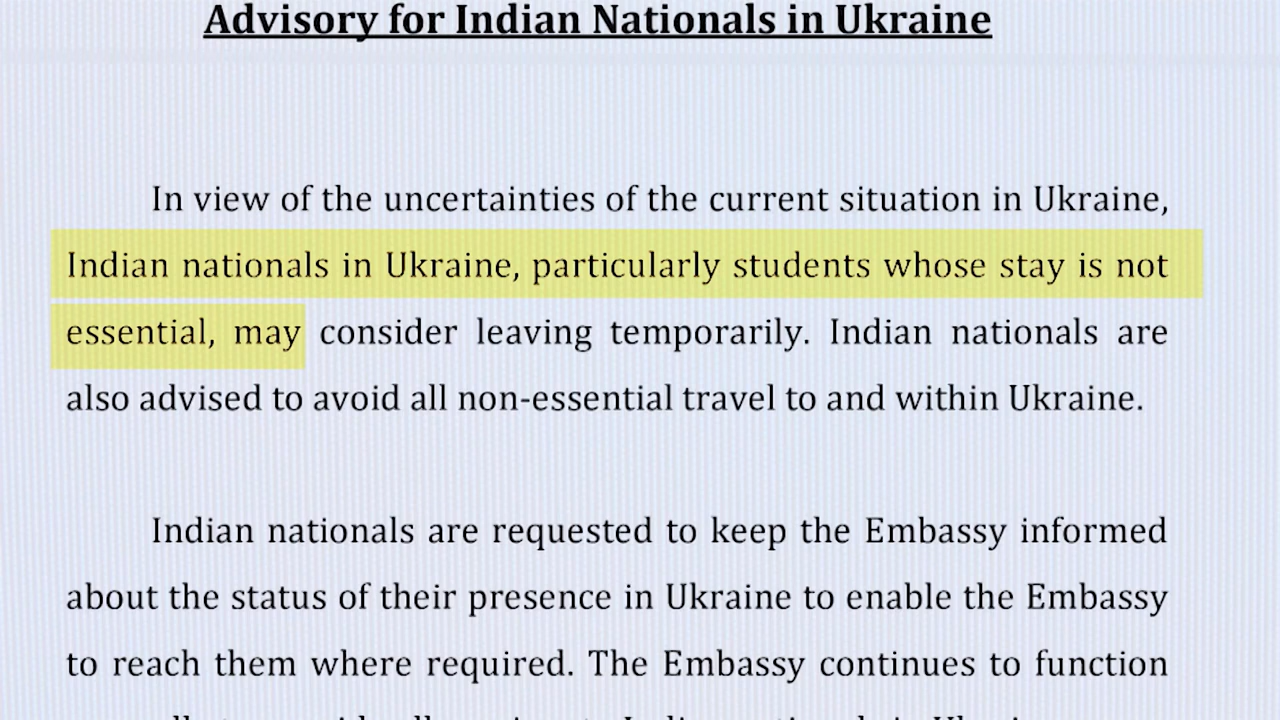 Advisory for Indian Nationals in Ukraine
In view of the uncertainties of the current situation in Ukraine,
Indian nationals in Ukraine, particularly students whose stay is not
essential, may consider leaving temporarily. Indian nationals are
also advised to avoid all non-essential travel to and within Ukraine.
Indian nationals are requested to keep the Embassy informed
about the status of their presence in Ukraine to enable the Embassy
to reach them where required. The Embassy continues to function